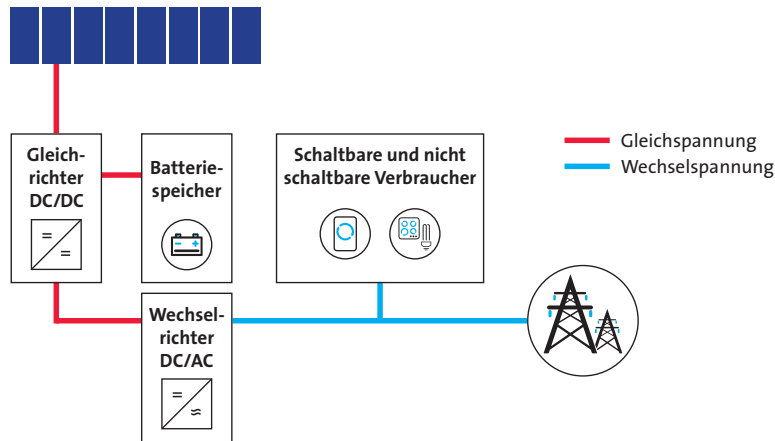 Gleich-
richter
DC/DC
Batterie-
speicher
Schaltbare und nicht
schaltbare Verbraucher
Gleichspannung
Wechselspannung
Wechsel-
richter
DC/AC